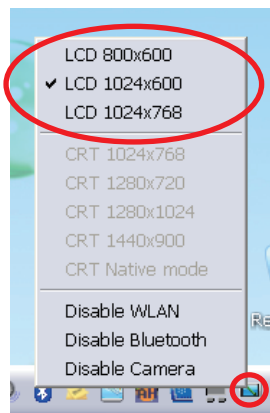 LCD 800x600
LCD 1024x600
LCD 1024x768
CRT 1024x768
CRT 1280x720
CRT 1280x1024
CRT 1440x900
CRT Native mode
Disable WLAN
Re
Disable Bluetooth
Disable Camera